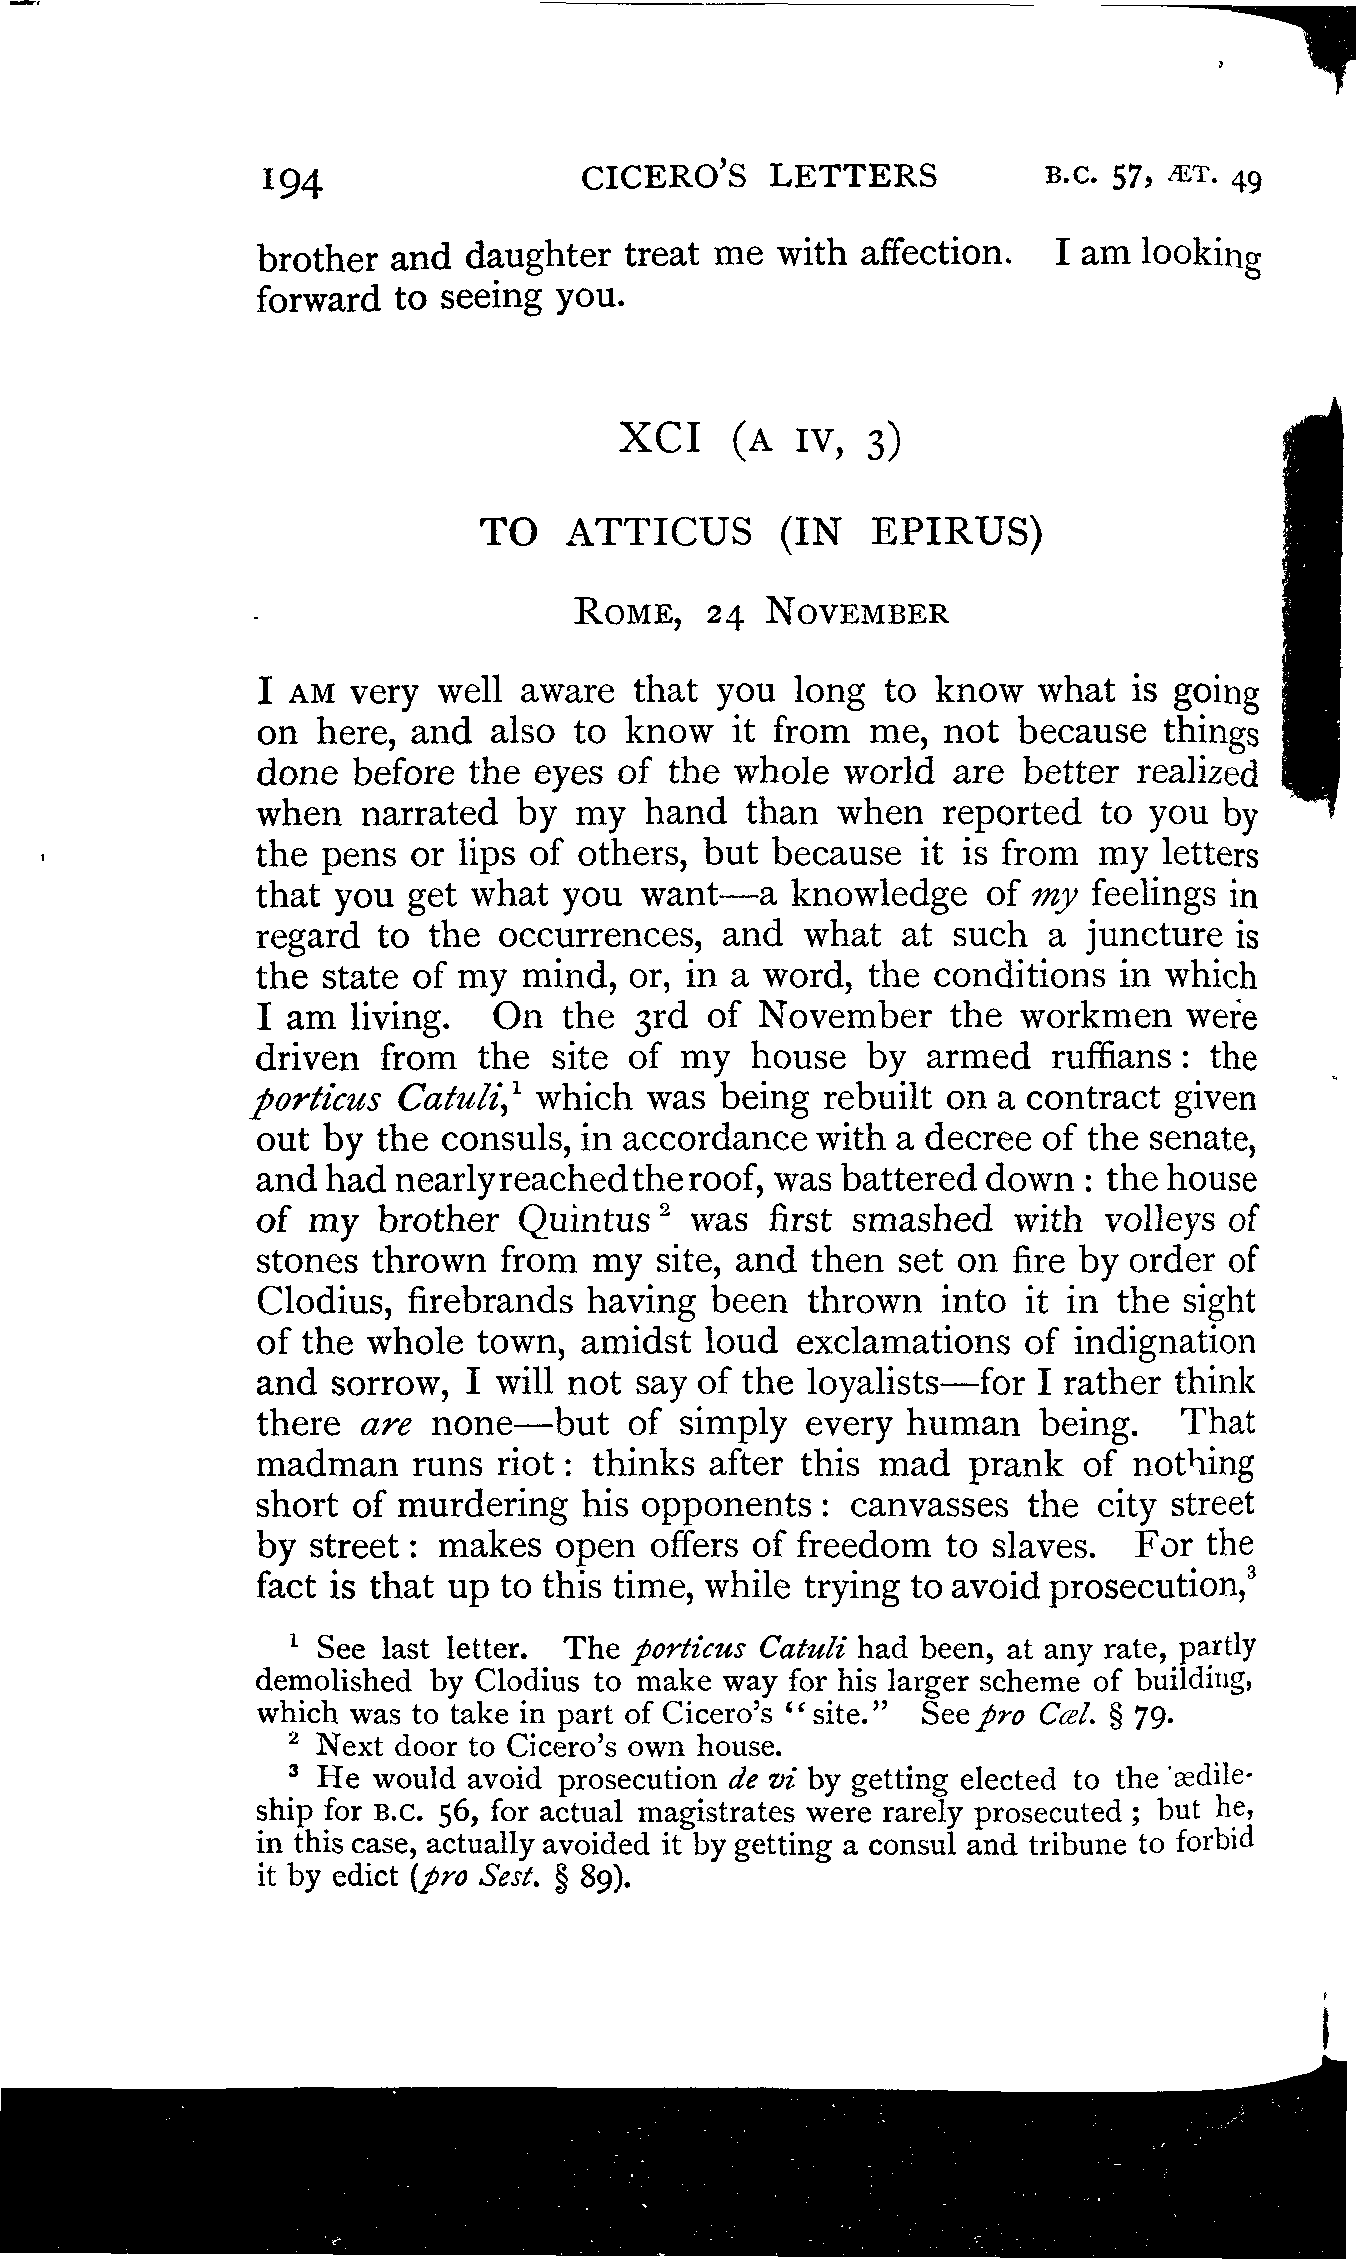 194 CICERO'S LETTERS B.C. 57, ÆT. 49
brother and daughter treat me with affection. I am looking
forward to seeing you.
XCI (A IV, 3)
TO ATTICUS (IN EPIRUS)
ROME, 24 NOVEMBER
I AM very well aware that you long to know what is going
on here, and also to know it from me, not because things
done before the eyes of the whole world are better realized
when narrated by my hand than when reported to you by
the pens or lips of others, but because it is from my letters
that you get what you want—a knowledge of my feelings in
regard to the occurrences, and what at such a juncture is
the state of my mind, or, in a word, the conditions in which
I am living. On the 3rd of November the workmen were
driven from the site of my house by armed ruffians: the
porticus Catuli,¹ which was being rebuilt on a contract given
out by the consuls, in accordance with a decree of the senate,
and had nearly reached the roof, was battered down: the house
of my brother Quintus² was first smashed with volleys of
stones thrown from my site, and then set on fire by order of
Clodius, firebrands having been thrown into it in the sight
of the whole town, amidst loud exclamations of indignation
and sorrow, I will not say of the loyalists—for I rather think
there are none—but of simply every human being. That
madman runs riot: thinks after this mad prank of nothing
short of murdering his opponents: canvasses the city street
by street: makes open offers of freedom to slaves. For the
fact is that up to this time, while trying to avoid prosecution,³
¹ See last letter. The porticus Catuli had been, at any rate, partly
demolished by Clodius to make way for his larger scheme of building,
which was to take in part of Cicero's "site." See pro Cæl. § 79.
² Next door to Cicero's own house.
³ He would avoid prosecution de vi by getting elected to the ædile-
ship for B.C. 56, for actual magistrates were rarely prosecuted; but he,
in this case, actually avoided it by getting a consul and tribune to forbid
it by edict (pro Sest. § 89).